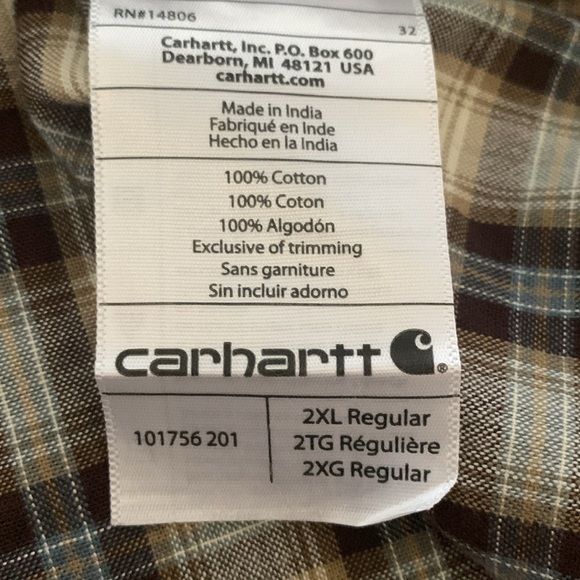 RN#14806
32
Carhartt, Inc. P.O. Box 600
Dearborn, MI 48121 USA
carhartt.com
Made in India
Fabriqué en Inde
Hecho en la India
100% Cotton
100% Coton
100% Algodón
Exclusive of trimming
Sans garniture
Sin incluir adorno
carhartt ®
101756 201
2XL Regular
2TG Régulière
2XG Regular